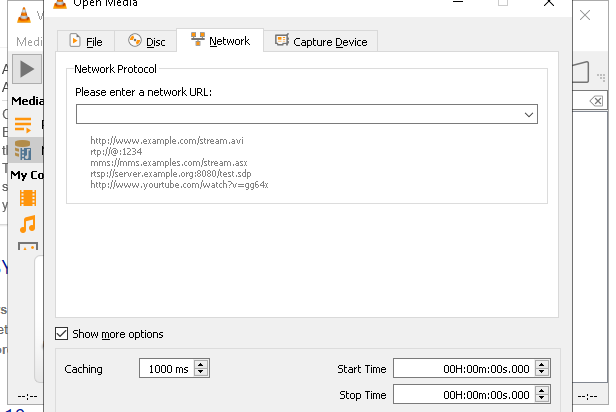 Open Media
Medi
File
Disc
Network
Capture Device
Network Protocol
Please enter a network URL:
http://www.example.com/stream.avi
rtp://@:1234
mms://mms.examples.com/stream.asx
rtsp://server.example.org:8080/test.sdp
http://www.yourtube.com/watch?v=gg64x
Media
My Co
Show more options
Caching
1000 ms
Start Time
00H:00m:00s.000
Stop Time
00H:00m:00s.000
--:--
--:--